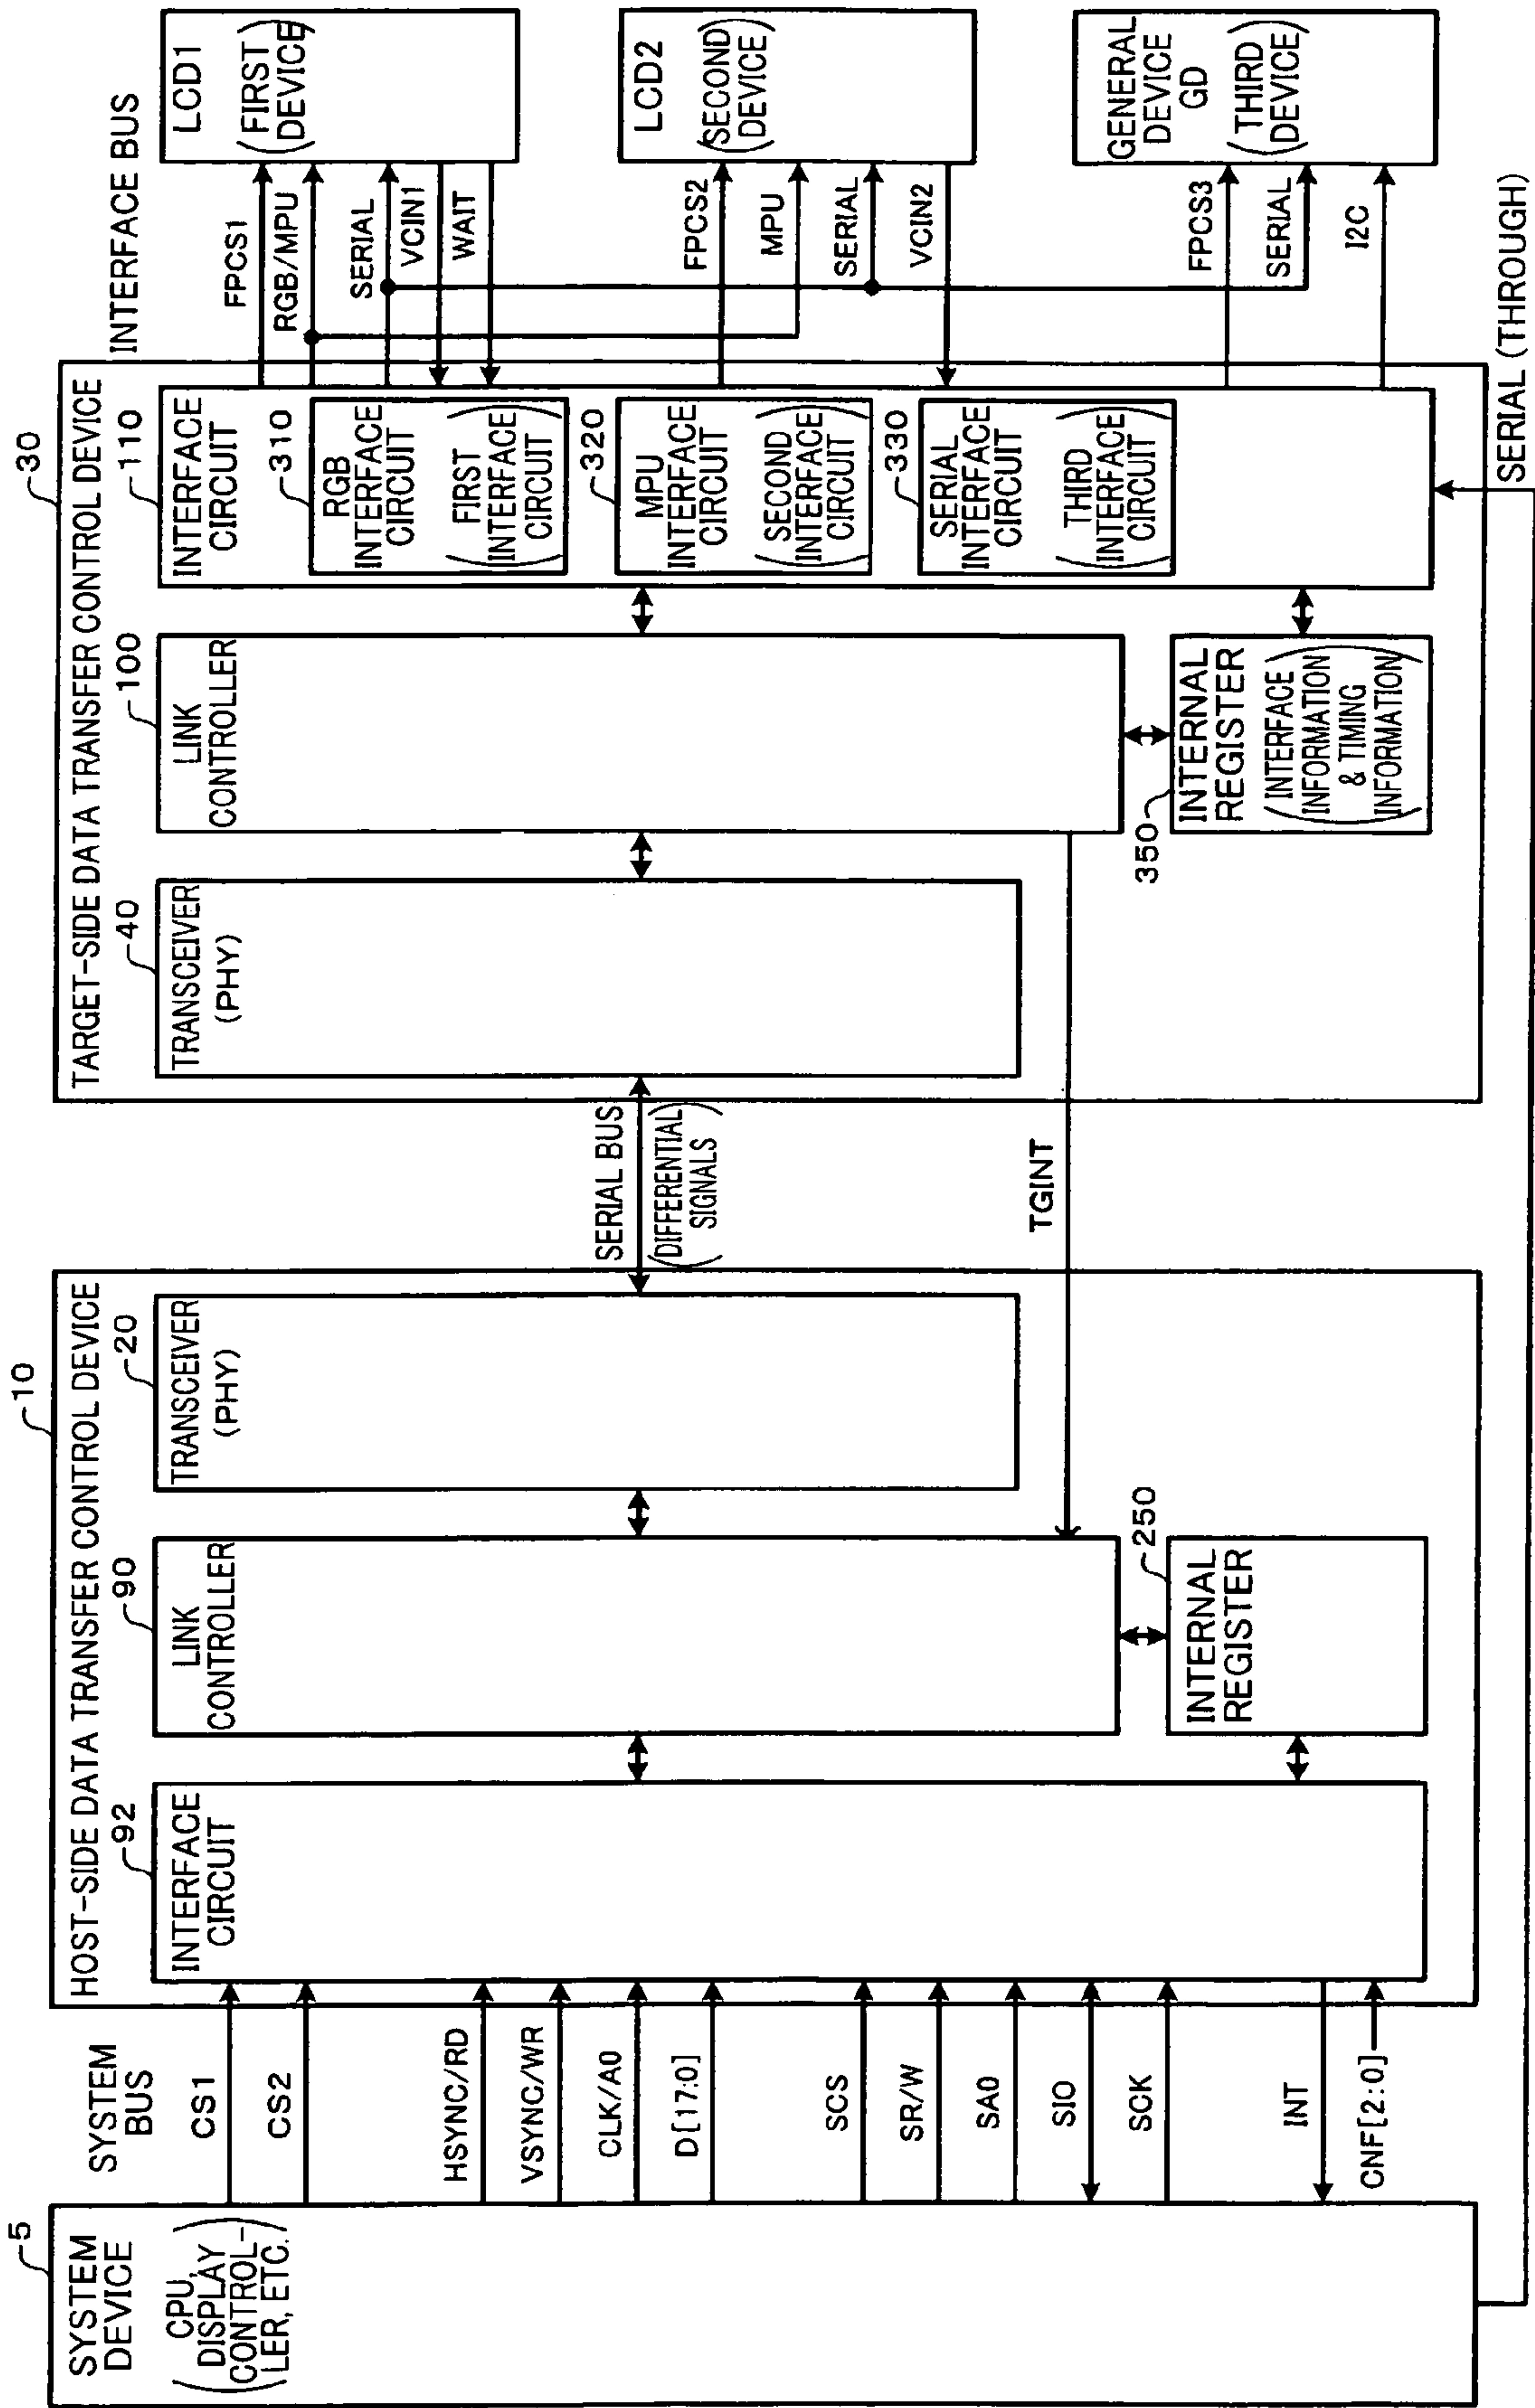 5
SYSTEM
DEVICE
(CPU,
DISPLAY
CONTROL-
LER, ETC.)
SYSTEM
BUS
CS1
CS2
HSYNC/RD
VSYNC/WR
CLK/A0
D[17:0]
SCS
SR/W
SA0
SIO
SCK
INT
CNF[2:0]
10
HOST-SIDE DATA TRANSFER CONTROL DEVICE
92
INTERFACE
CIRCUIT
90
LINK
CONTROLLER
250
INTERNAL
REGISTER
20
TRANSCEIVER
(PHY)
SERIAL BUS
(DIFFERENTIAL
SIGNALS)
TGINT
30
TARGET-SIDE DATA TRANSFER CONTROL DEVICE
40
TRANSCEIVER
(PHY)
100
LINK
CONTROLLER
350
INTERNAL
REGISTER
(INTERFACE
INFORMATION
& TIMING
INFORMATION)
110
INTERFACE
CIRCUIT
310
RGB
INTERFACE
CIRCUIT
(FIRST
INTERFACE
CIRCUIT)
320
MPU
INTERFACE
CIRCUIT
(SECOND
INTERFACE
CIRCUIT)
330
SERIAL
INTERFACE
CIRCUIT
(THIRD
INTERFACE
CIRCUIT)
INTERFACE BUS
FPCS1
RGB/MPU
SERIAL
VCIN1
WAIT
FPCS2
MPU
SERIAL
VCIN2
FPCS3
SERIAL
I2C
SERIAL (THROUGH)
LCD1
(FIRST
DEVICE)
LCD2
(SECOND
DEVICE)
GENERAL
DEVICE
GD
(THIRD
DEVICE)